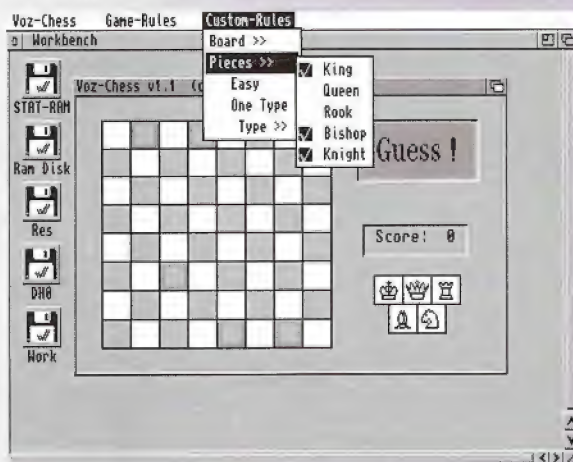 Voz-Chess Game-Rules Custom-Rules
Workbench
Board >>
Pieces >>
Easy
One Type
Type >>
King
Queen
Rook
Bishop
Knight
Voz-Chess v1.1 (c
STAT-RAM
Ram Disk
Res
DH0
Work
Guess !
Score: 0